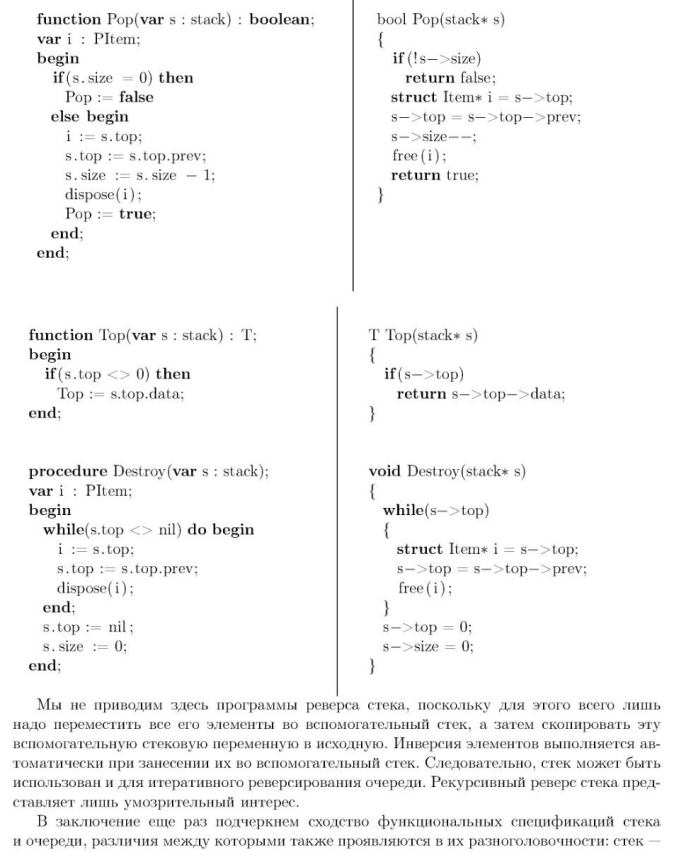 function Pop(var s : stack) : boolean;
var i : PItem;
begin
if(s.size = 0) then
Pop := false
else begin
i := s.top;
s.top := s.top.prev;
s.size := s.size − 1;
dispose(i);
Pop := true;
end;
end;
bool Pop(stack* s)
{
if(!s−>size)
return false;
struct Item* i = s−>top;
s−>top = s−>top−>prev;
s−>size−−;
free(i);
return true;
}
function Top(var s : stack) : T;
begin
if(s.top <> 0) then
Top := s.top.data;
end;
T Top(stack* s)
{
if(s−>top)
return s−>top−>data;
}
procedure Destroy(var s : stack);
var i : PItem;
begin
while(s.top <> nil) do begin
i := s.top;
s.top := s.top.prev;
dispose(i);
end;
s.top := nil;
s.size := 0;
end;
void Destroy(stack* s)
{
while(s−>top)
{
struct Item* i = s−>top;
s−>top = s−>top−>prev;
free(i);
}
s−>top = 0;
s−>size = 0;
}
Мы не приводим здесь программы реверса стека, поскольку для этого всего лишь
надо переместить все его элементы во вспомогательный стек, а затем скопировать эту
вспомогательную стековую переменную в исходную. Инверсия элементов выполняется ав-
томатически при занесении их во вспомогательный стек. Следовательно, стек может быть
использован и для итеративного реверсирования очереди. Рекурсивный реверс стека пред-
ставляет лишь умозрительный интерес.
В заключение еще раз подчеркнем сходство функциональных спецификаций стека
и очереди, различия между которыми также проявляются в их разноголовочности: стек —